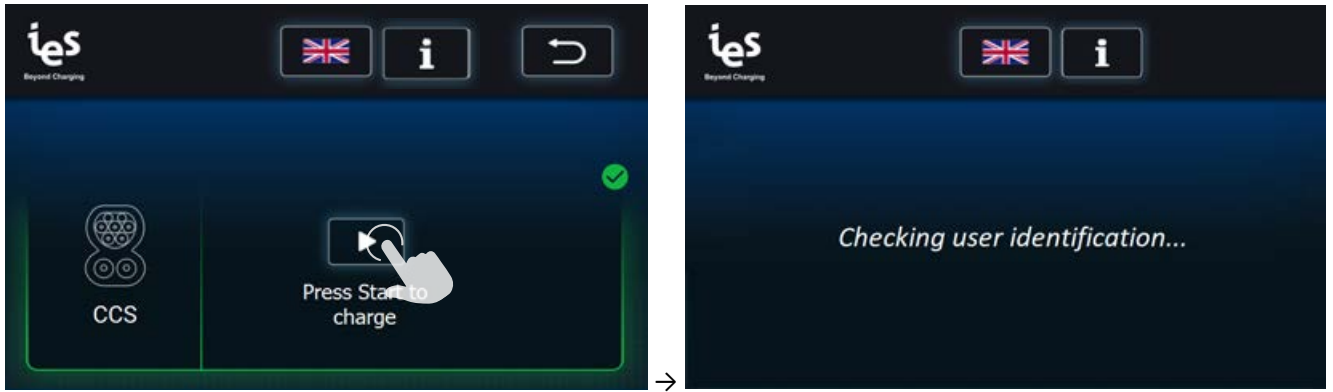 ies
Beyond Charging
i
CCS
Press Start to
charge
→
ies
Beyond Charging
i
Checking user identification...